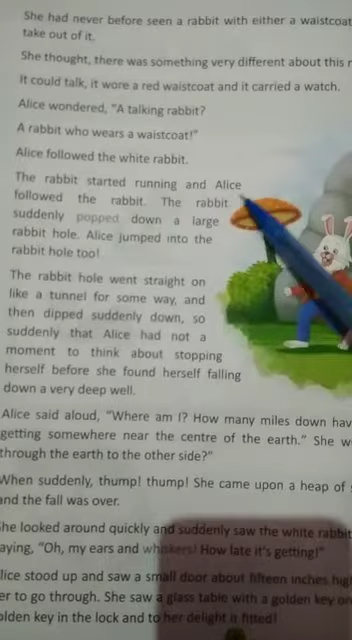 She had never before seen a rabbit with either a waistcoat
take out of it.
She thought, there was something very different about this
It could talk, it wore a red waistcoat and it carried a watch.
Alice wondered, "A talking rabbit?
A rabbit who wears a waistcoat!"
Alice followed the white rabbit.
The rabbit started running and Alice
followed the rabbit. The rabbit
suddenly popped down a large
rabbit hole. Alice jumped into the
rabbit hole too!
The rabbit hole went straight on
like a tunnel for some way, and
then dipped suddenly down, so
suddenly that Alice had not a
moment to think about stopping
herself before she found herself falling
down a very deep well.
Alice said aloud, "Where am I? How many miles down hav
getting somewhere near the centre of the earth." She w
through the earth to the other side?"
When suddenly, thump! thump! She came upon a heap of
and the fall was over.
he looked around quickly and suddenly saw the white rabbit
aying, "Oh, my ears and whiskers! How late it's getting!"
lice stood up and saw a small door about fifteen inches hig
er to go through. She saw a glass table with a golden key on
olden key in the lock and to her delight it fitted!